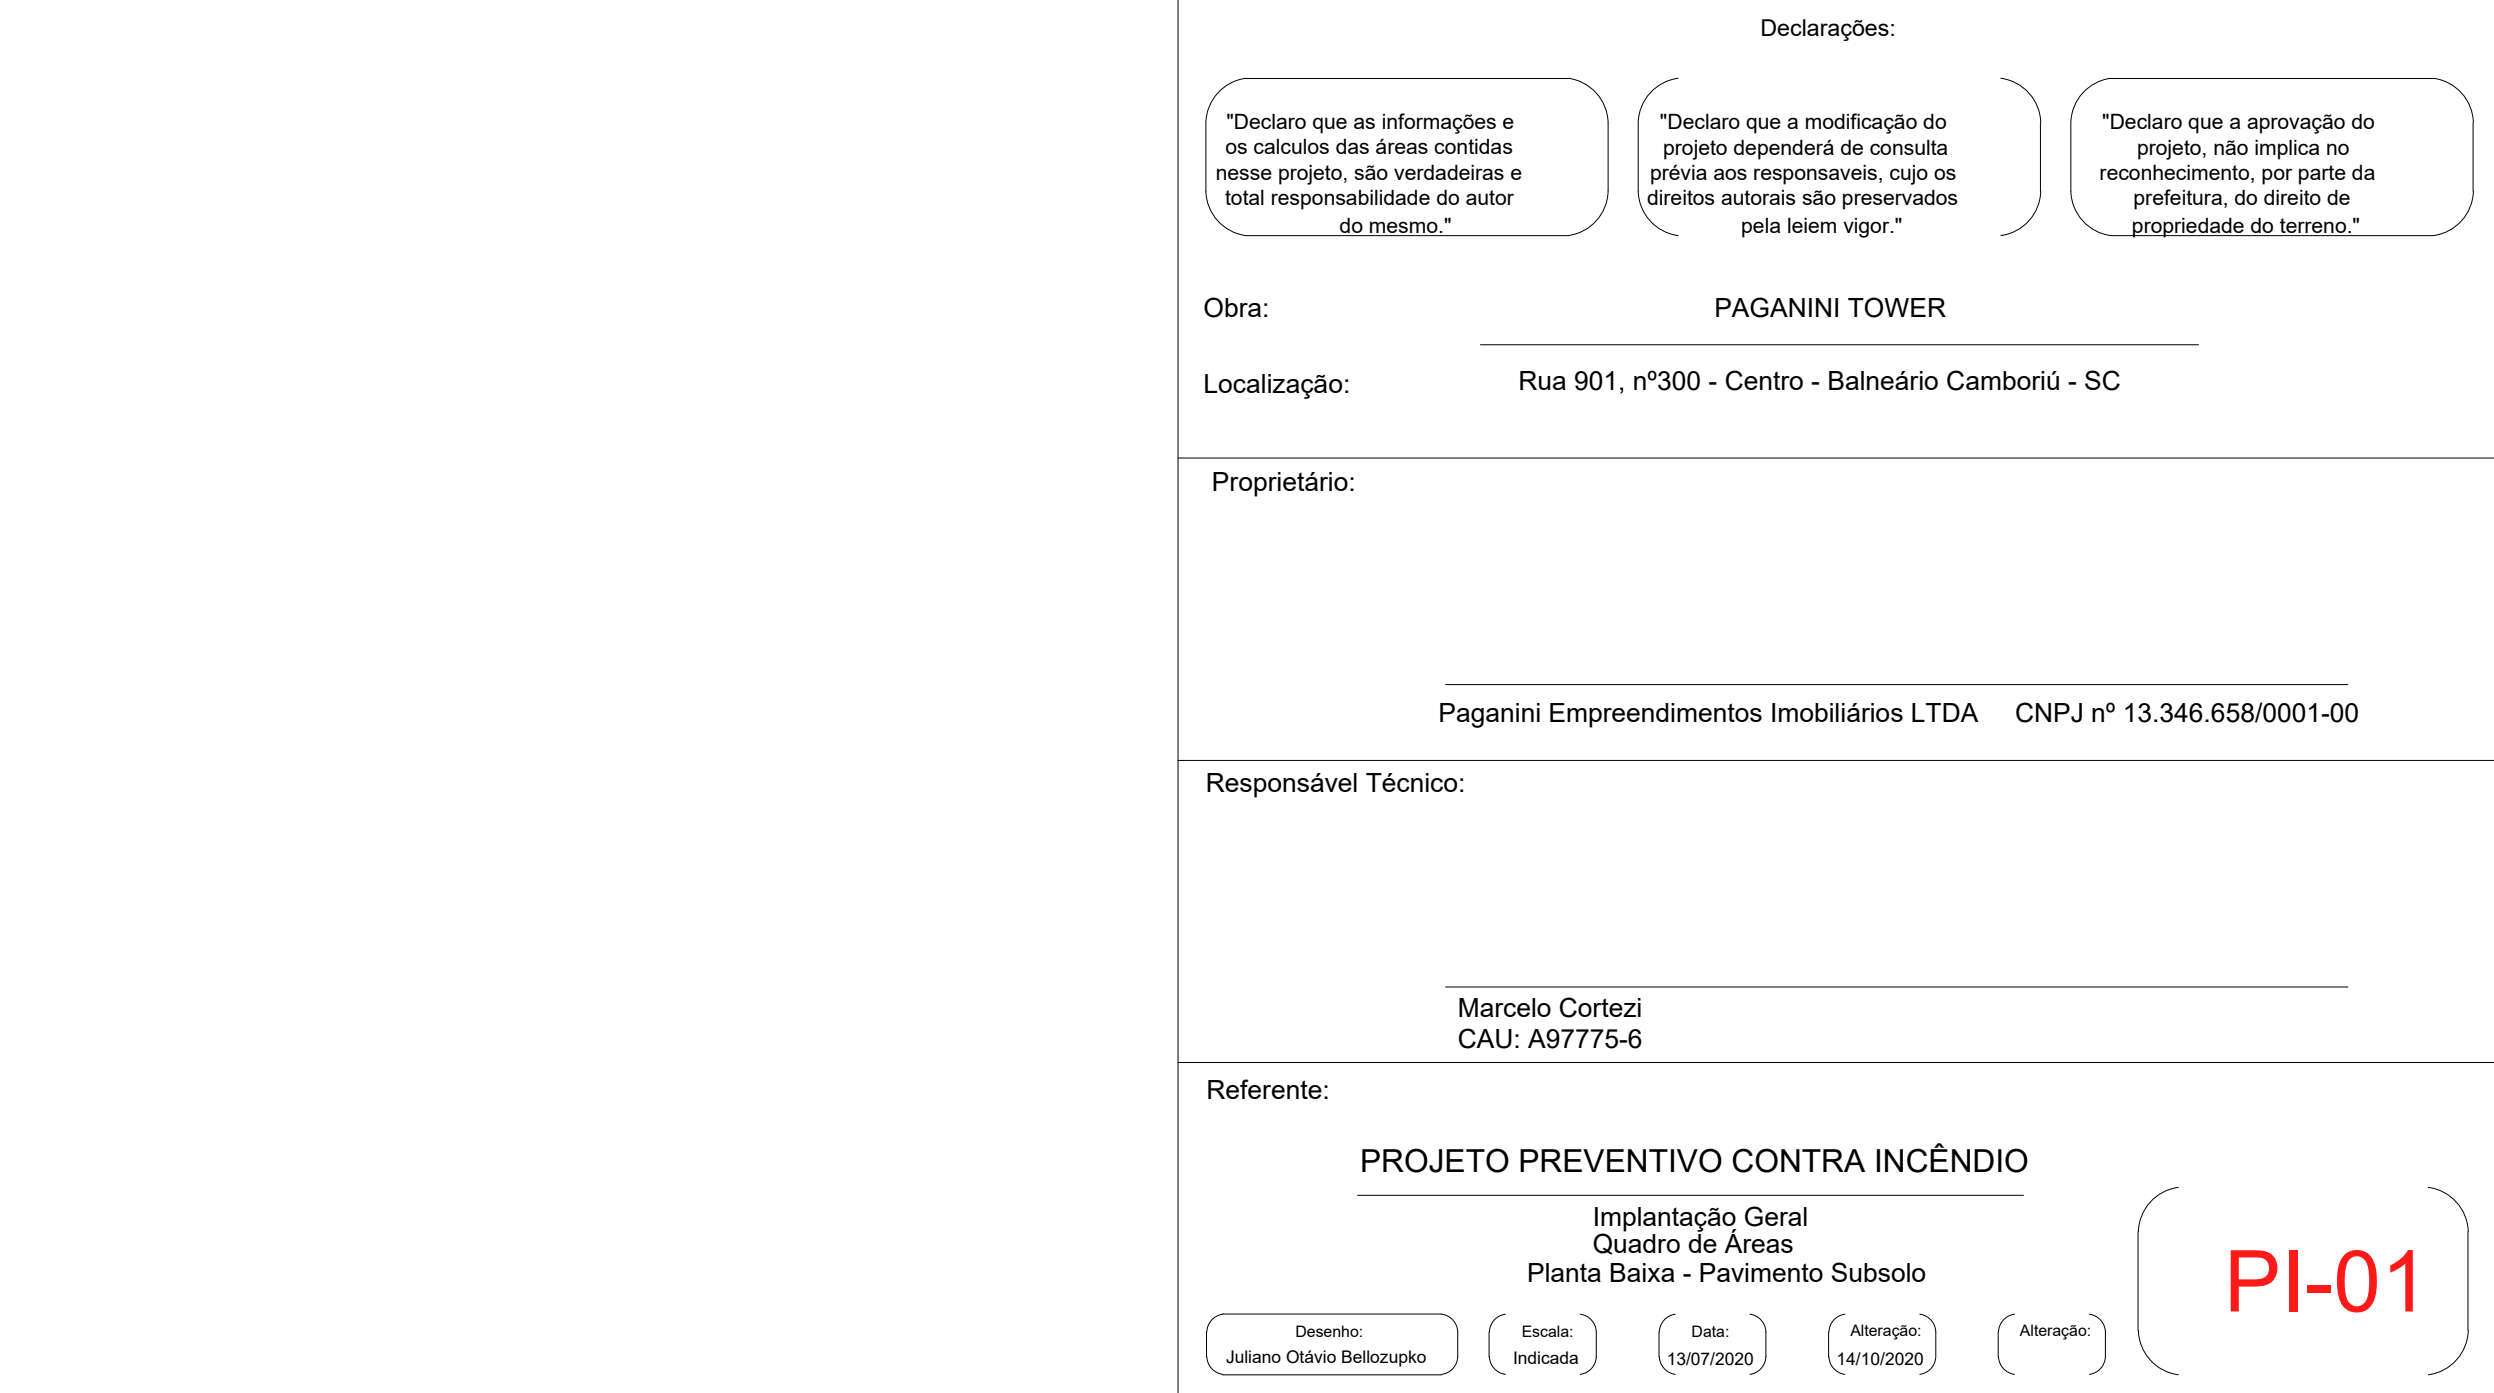 Declarações:
"Declaro que as informações e
os calculos das áreas contidas
nesse projeto, são verdadeiras e
total responsabilidade do autor
do mesmo."
"Declaro que a modificação do
projeto dependerá de consulta
prévia aos responsaveis, cujo os
direitos autorais são preservados
pela leiem vigor."
"Declaro que a aprovação do
projeto, não implica no
reconhecimento, por parte da
prefeitura, do direito de
propriedade do terreno."
Obra: PAGANINI TOWER
Localização: Rua 901, nº300 - Centro - Balneário Camboriú - SC
Proprietário:
Paganini Empreendimentos Imobiliários LTDA CNPJ nº 13.346.658/0001-00
Responsável Técnico:
Marcelo Cortezi
CAU: A97775-6
Referente:
PROJETO PREVENTIVO CONTRA INCÊNDIO
Implantação Geral
Quadro de Áreas
Planta Baixa - Pavimento Subsolo
PI-01
Desenho:
Juliano Otávio Bellozupko
Escala:
Indicada
Data:
13/07/2020
Alteração:
14/10/2020
Alteração: